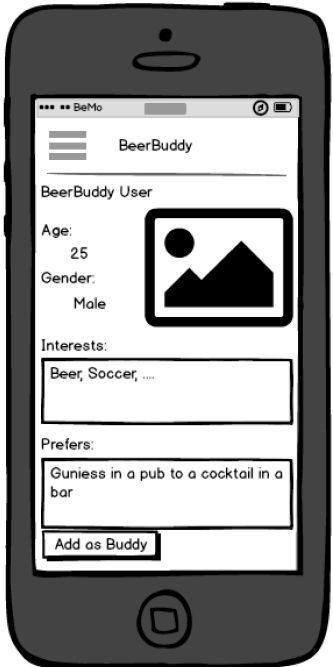 BeMo
BeerBuddy
BeerBuddy User
Age:
25
Gender:
Male
Interests:
Beer, Soccer, ....
Prefers:
Guniess in a pub to a cocktail in a
bar
Add as Buddy